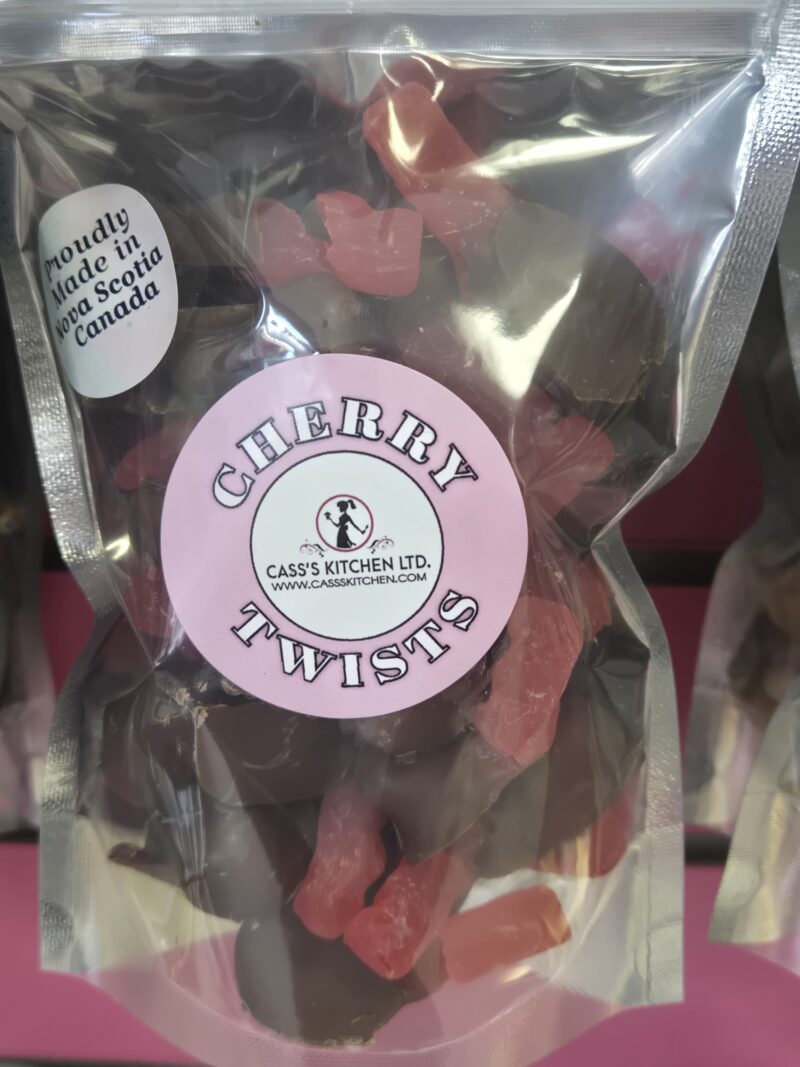 Proudly
Made in
Nova Scotia
Canada
CHERRY
CASS'S KITCHEN LTD.
WWW.CASSSKITCHEN.COM
TWISTS